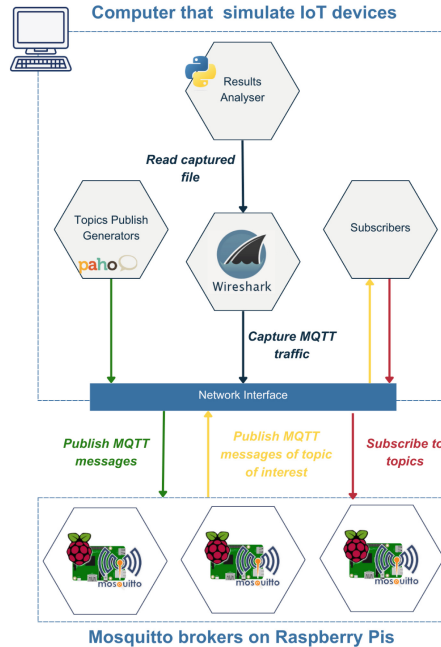 Computer that simulate IoT devices
Results
Analyser
Read captured
file
Topics Publish
Generators
paho
Wireshark
Subscribers
Capture MQTT
traffic
Network Interface
Publish MQTT
messages
Publish MQTT
messages of topic
of interest
Subscribe to
topics
mosquitto
mosquitto
mosquitto
Mosquitto brokers on Raspberry Pis